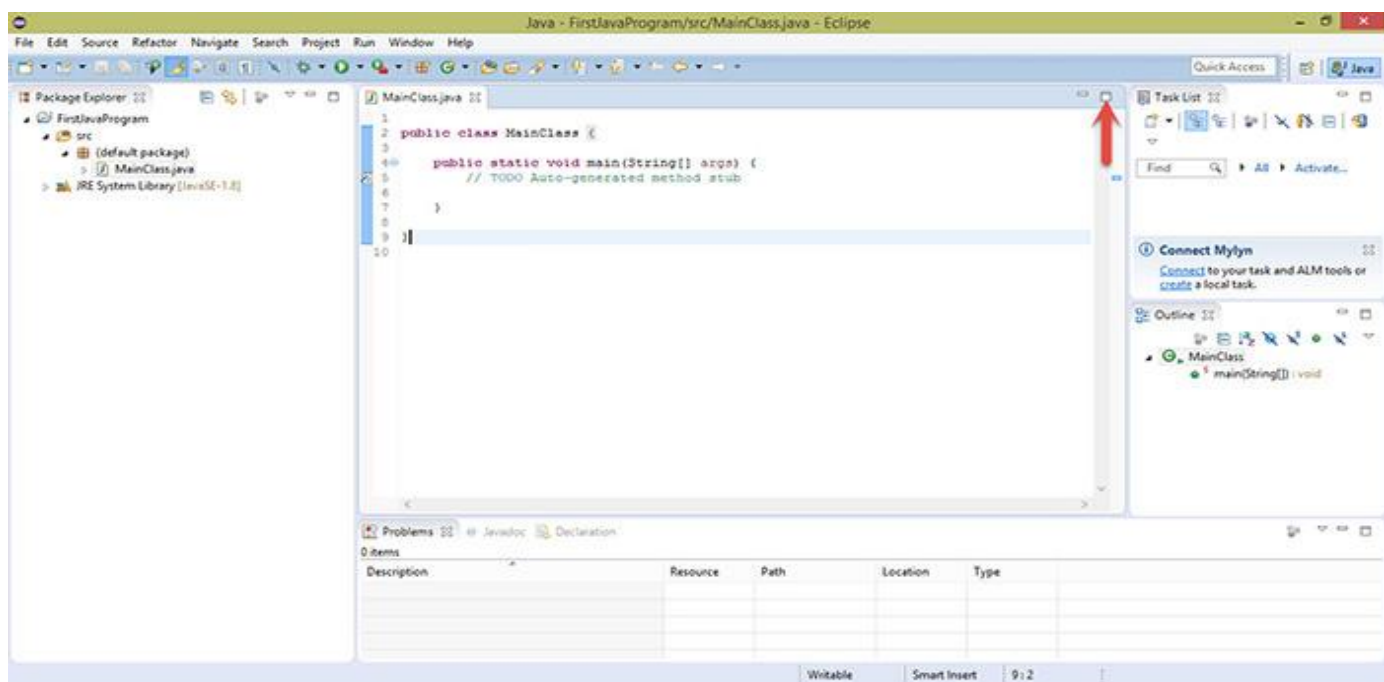 Java - FirstJavaProgram/src/MainClass.java - Eclipse
File Edit Source Refactor Navigate Search Project Run Window Help
Quick Access
Java
Package Explorer
FirstJavaProgram
src
(default package)
MainClass.java
JRE System Library [JavaSE-1.8]
MainClass.java
1
2 public class MainClass {
3
4 public static void main(String[] args) {
5 // TODO Auto-generated method stub
6
7 }
8
9 }
10
Task List
Find All Activate...
Connect Mylyn
Connect to your task and ALM tools or
create a local task.
Outline
MainClass
main(String[]) : void
Problems Javadoc Declaration
0 items
Description Resource Path Location Type
Writable Smart Insert 9 : 2